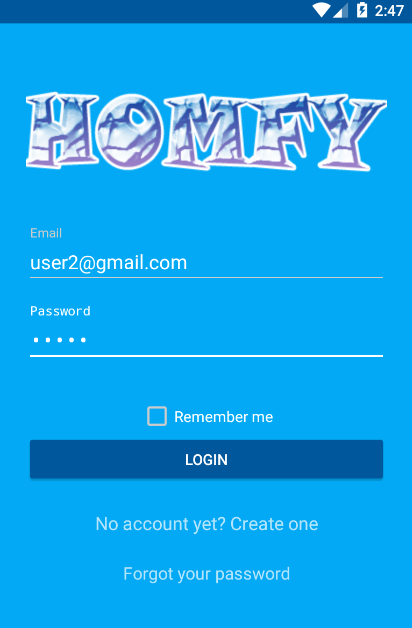 2:47
HOMFY
Email
user2@gmail.com
Password
•••••
Remember me
LOGIN
No account yet? Create one
Forgot your password